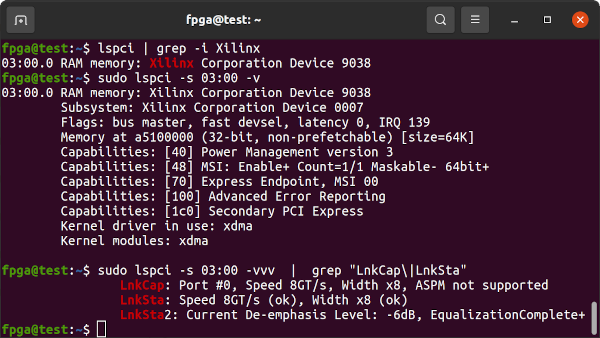 fpga@test: ~
fpga@test:~$ lspci | grep -i Xilinx
03:00.0 RAM memory: Xilinx Corporation Device 9038
fpga@test:~$ sudo lspci -s 03:00 -v
03:00.0 RAM memory: Xilinx Corporation Device 9038
Subsystem: Xilinx Corporation Device 0007
Flags: bus master, fast devsel, latency 0, IRQ 139
Memory at a5100000 (32-bit, non-prefetchable) [size=64K]
Capabilities: [40] Power Management version 3
Capabilities: [48] MSI: Enable+ Count=1/1 Maskable- 64bit+
Capabilities: [70] Express Endpoint, MSI 00
Capabilities: [100] Advanced Error Reporting
Capabilities: [1c0] Secondary PCI Express
Kernel driver in use: xdma
Kernel modules: xdma
fpga@test:~$ sudo lspci -s 03:00 -vvv  |  grep "LnkCap\|LnkSta"
LnkCap: Port #0, Speed 8GT/s, Width x8, ASPM not supported
LnkSta: Speed 8GT/s (ok), Width x8 (ok)
LnkSta2: Current De-emphasis Level: -6dB, EqualizationComplete+
fpga@test:~$